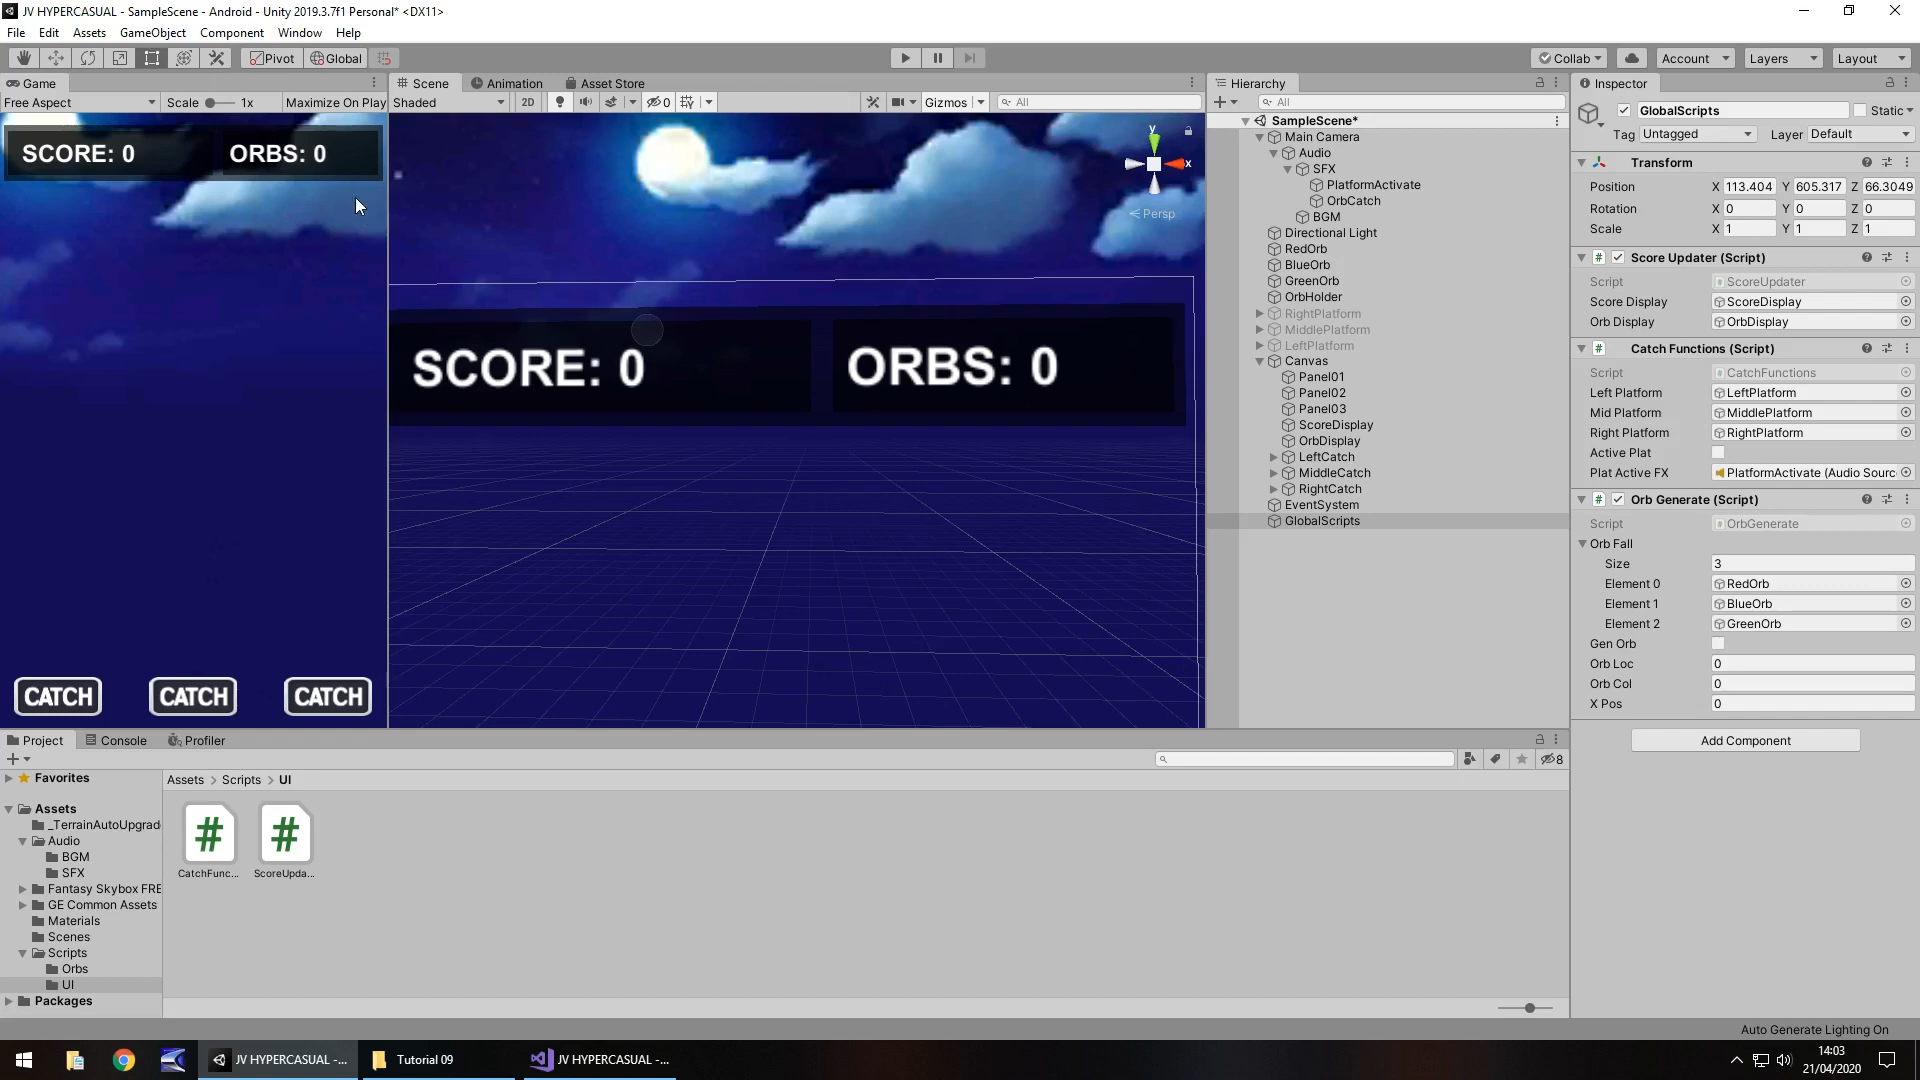 JV HYPERCASUAL - SampleScene - Android - Unity 2019.3.7f1 Personal* <DX11>
File Edit Assets GameObject Component Window Help
Pivot Global Collab Account Layers Layout
Game
Free Aspect Scale 1x Maximize On Play
SCORE: 0 ORBS: 0
CATCH CATCH CATCH
Scene Animation Asset Store
Shaded 2D 0 Gizmos All
y
x
Persp
SCORE: 0 ORBS: 0
Hierarchy
All
SampleScene*
Main Camera
Audio
SFX
PlatformActivate
OrbCatch
BGM
Directional Light
RedOrb
BlueOrb
GreenOrb
OrbHolder
RightPlatform
MiddlePlatform
LeftPlatform
Canvas
Panel01
Panel02
Panel03
ScoreDisplay
OrbDisplay
LeftCatch
MiddleCatch
RightCatch
EventSystem
GlobalScripts
Inspector
GlobalScripts Static
Tag Untagged Layer Default
Transform
Position X 113.404 Y 605.317 Z 66.3049
Rotation X 0 Y 0 Z 0
Scale X 1 Y 1 Z 1
Score Updater (Script)
Script ScoreUpdater
Score Display ScoreDisplay
Orb Display OrbDisplay
Catch Functions (Script)
Script CatchFunctions
Left Platform LeftPlatform
Mid Platform MiddlePlatform
Right Platform RightPlatform
Active Plat
Plat Active FX PlatformActivate (Audio Sourc
Orb Generate (Script)
Script OrbGenerate
Orb Fall
Size 3
Element 0 RedOrb
Element 1 BlueOrb
Element 2 GreenOrb
Gen Orb
Orb Loc 0
Orb Col 0
X Pos 0
Add Component
Project Console Profiler
8
Favorites
Assets
_TerrainAutoUpgrad
Audio
BGM
SFX
Fantasy Skybox FRE
GE Common Assets
Materials
Scenes
Scripts
Orbs
UI
Packages
Assets > Scripts > UI
CatchFunc... ScoreUpda...
Auto Generate Lighting On
JV HYPERCASUAL -... Tutorial 09 JV HYPERCASUAL -...
14:03
21/04/2020